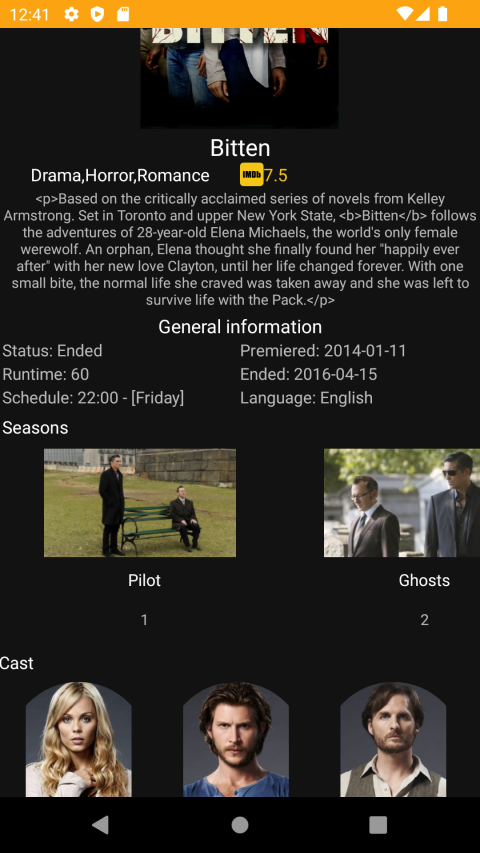 12:41
BITTEN
Bitten
Drama,Horror,Romance
IMDb 7.5
<p>Based on the critically acclaimed series of novels from Kelley
Armstrong. Set in Toronto and upper New York State, <b>Bitten</b> follows
the adventures of 28-year-old Elena Michaels, the world's only female
werewolf. An orphan, Elena thought she finally found her "happily ever
after" with her new love Clayton, until her life changed forever. With one
small bite, the normal life she craved was taken away and she was left to
survive life with the Pack.</p>
General information
Status: Ended
Premiered: 2014-01-11
Runtime: 60
Ended: 2016-04-15
Schedule: 22:00 - [Friday]
Language: English
Seasons
Pilot
Ghosts
1
2
Cast